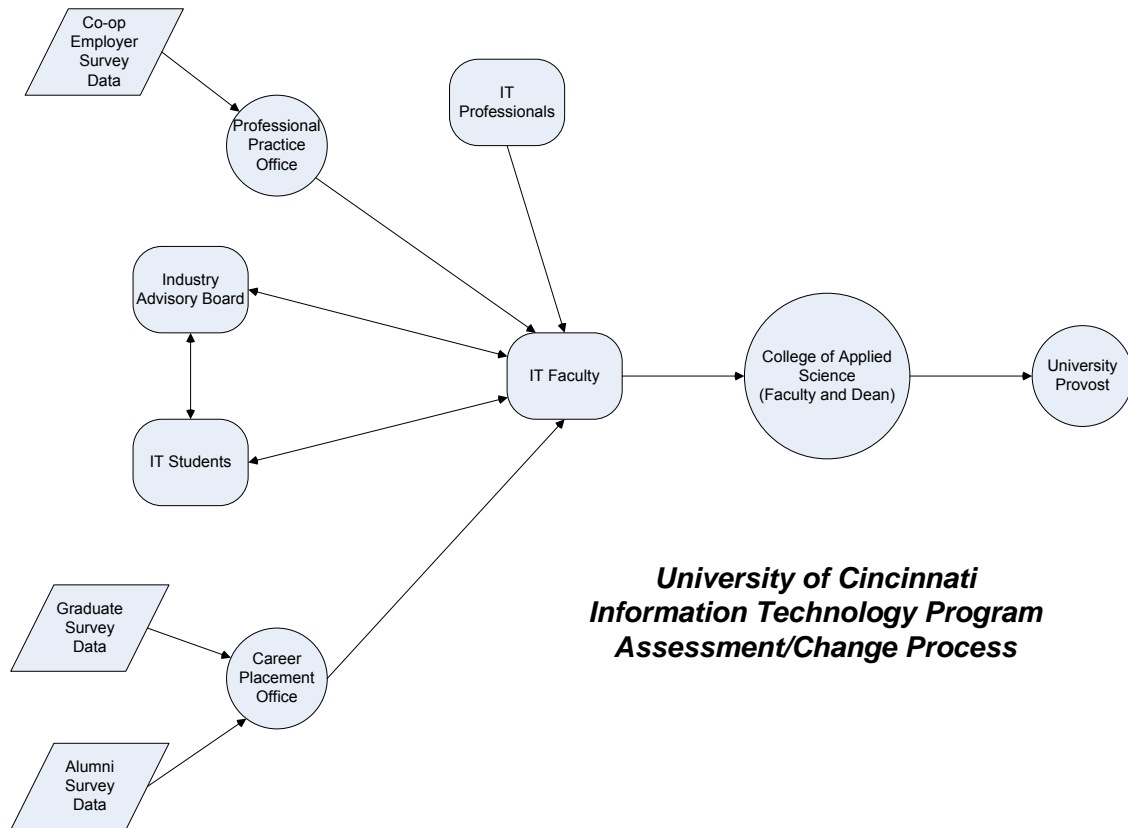 Co-op
Employer
Survey
Data
IT
Professionals
Professional
Practice
Office
Industry
Advisory Board
IT Faculty
College of Applied
Science
(Faculty and Dean)
University
Provost
IT Students
Graduate
Survey
Data
Career
Placement
Office
Alumni
Survey
Data
University of Cincinnati
Information Technology Program
Assessment/Change Process